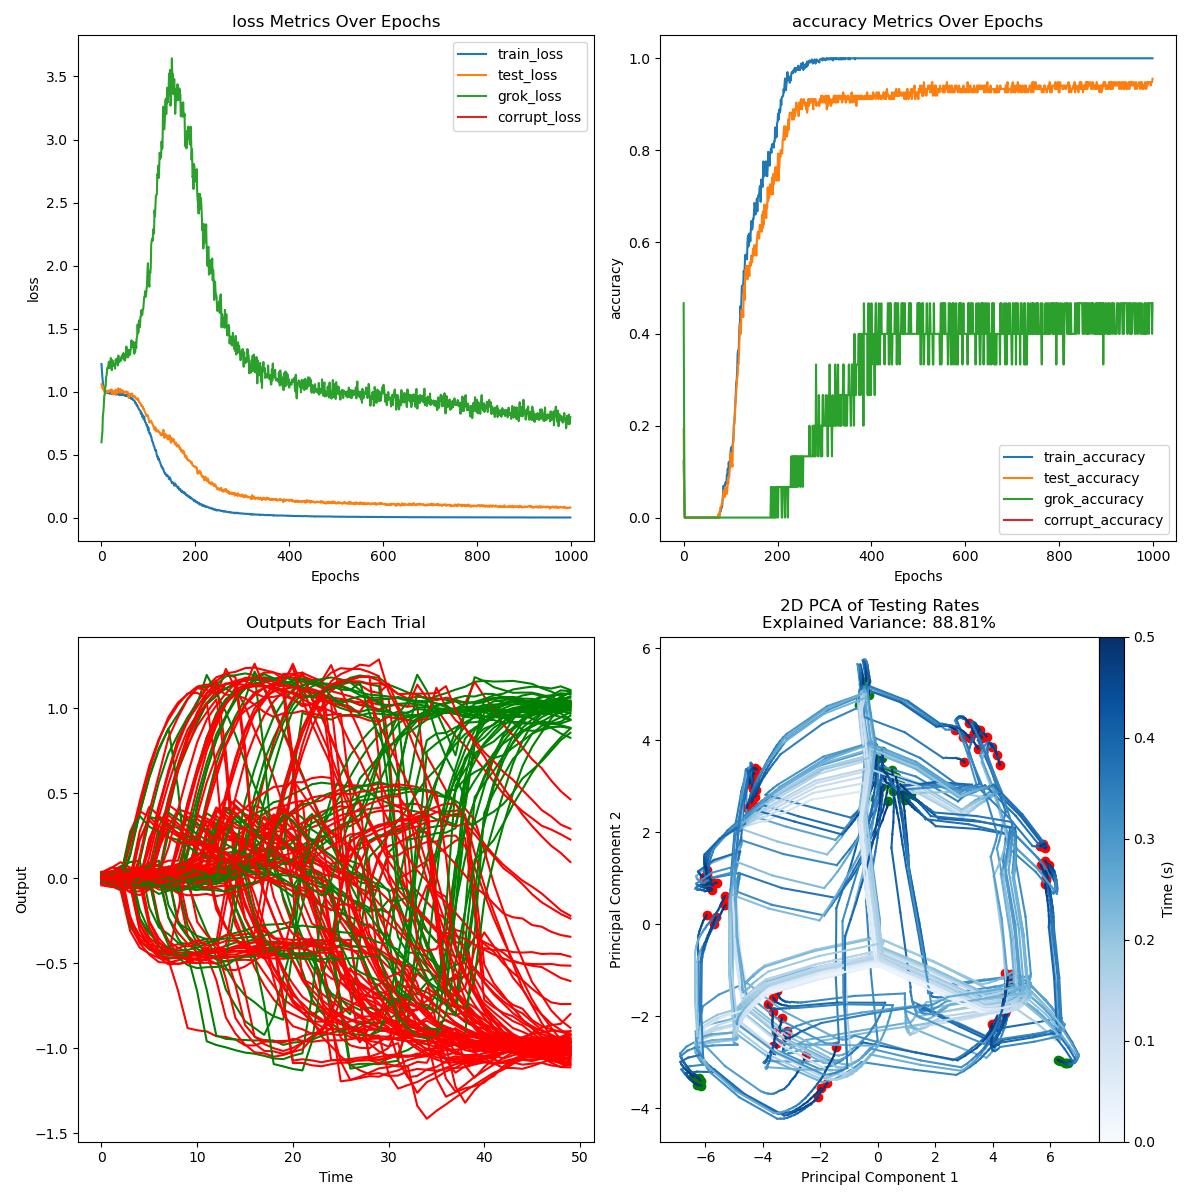 loss Metrics Over Epochs
loss
3.5
3.0
2.5
2.0
1.5
1.0
0.5
0.0
0 200 400 600 800 1000
Epochs
train_loss
test_loss
grok_loss
corrupt_loss
accuracy Metrics Over Epochs
accuracy
1.0
0.8
0.6
0.4
0.2
0.0
0 200 400 600 800 1000
Epochs
train_accuracy
test_accuracy
grok_accuracy
corrupt_accuracy
Outputs for Each Trial
Output
1.0
0.5
0.0
−0.5
−1.0
−1.5
0 10 20 30 40 50
Time
2D PCA of Testing Rates
Explained Variance: 88.81%
Principal Component 2
6
4
2
0
−2
−4
−6 −4 −2 0 2 4 6
Principal Component 1
0.5
0.4
0.3
0.2
0.1
0.0
Time (s)